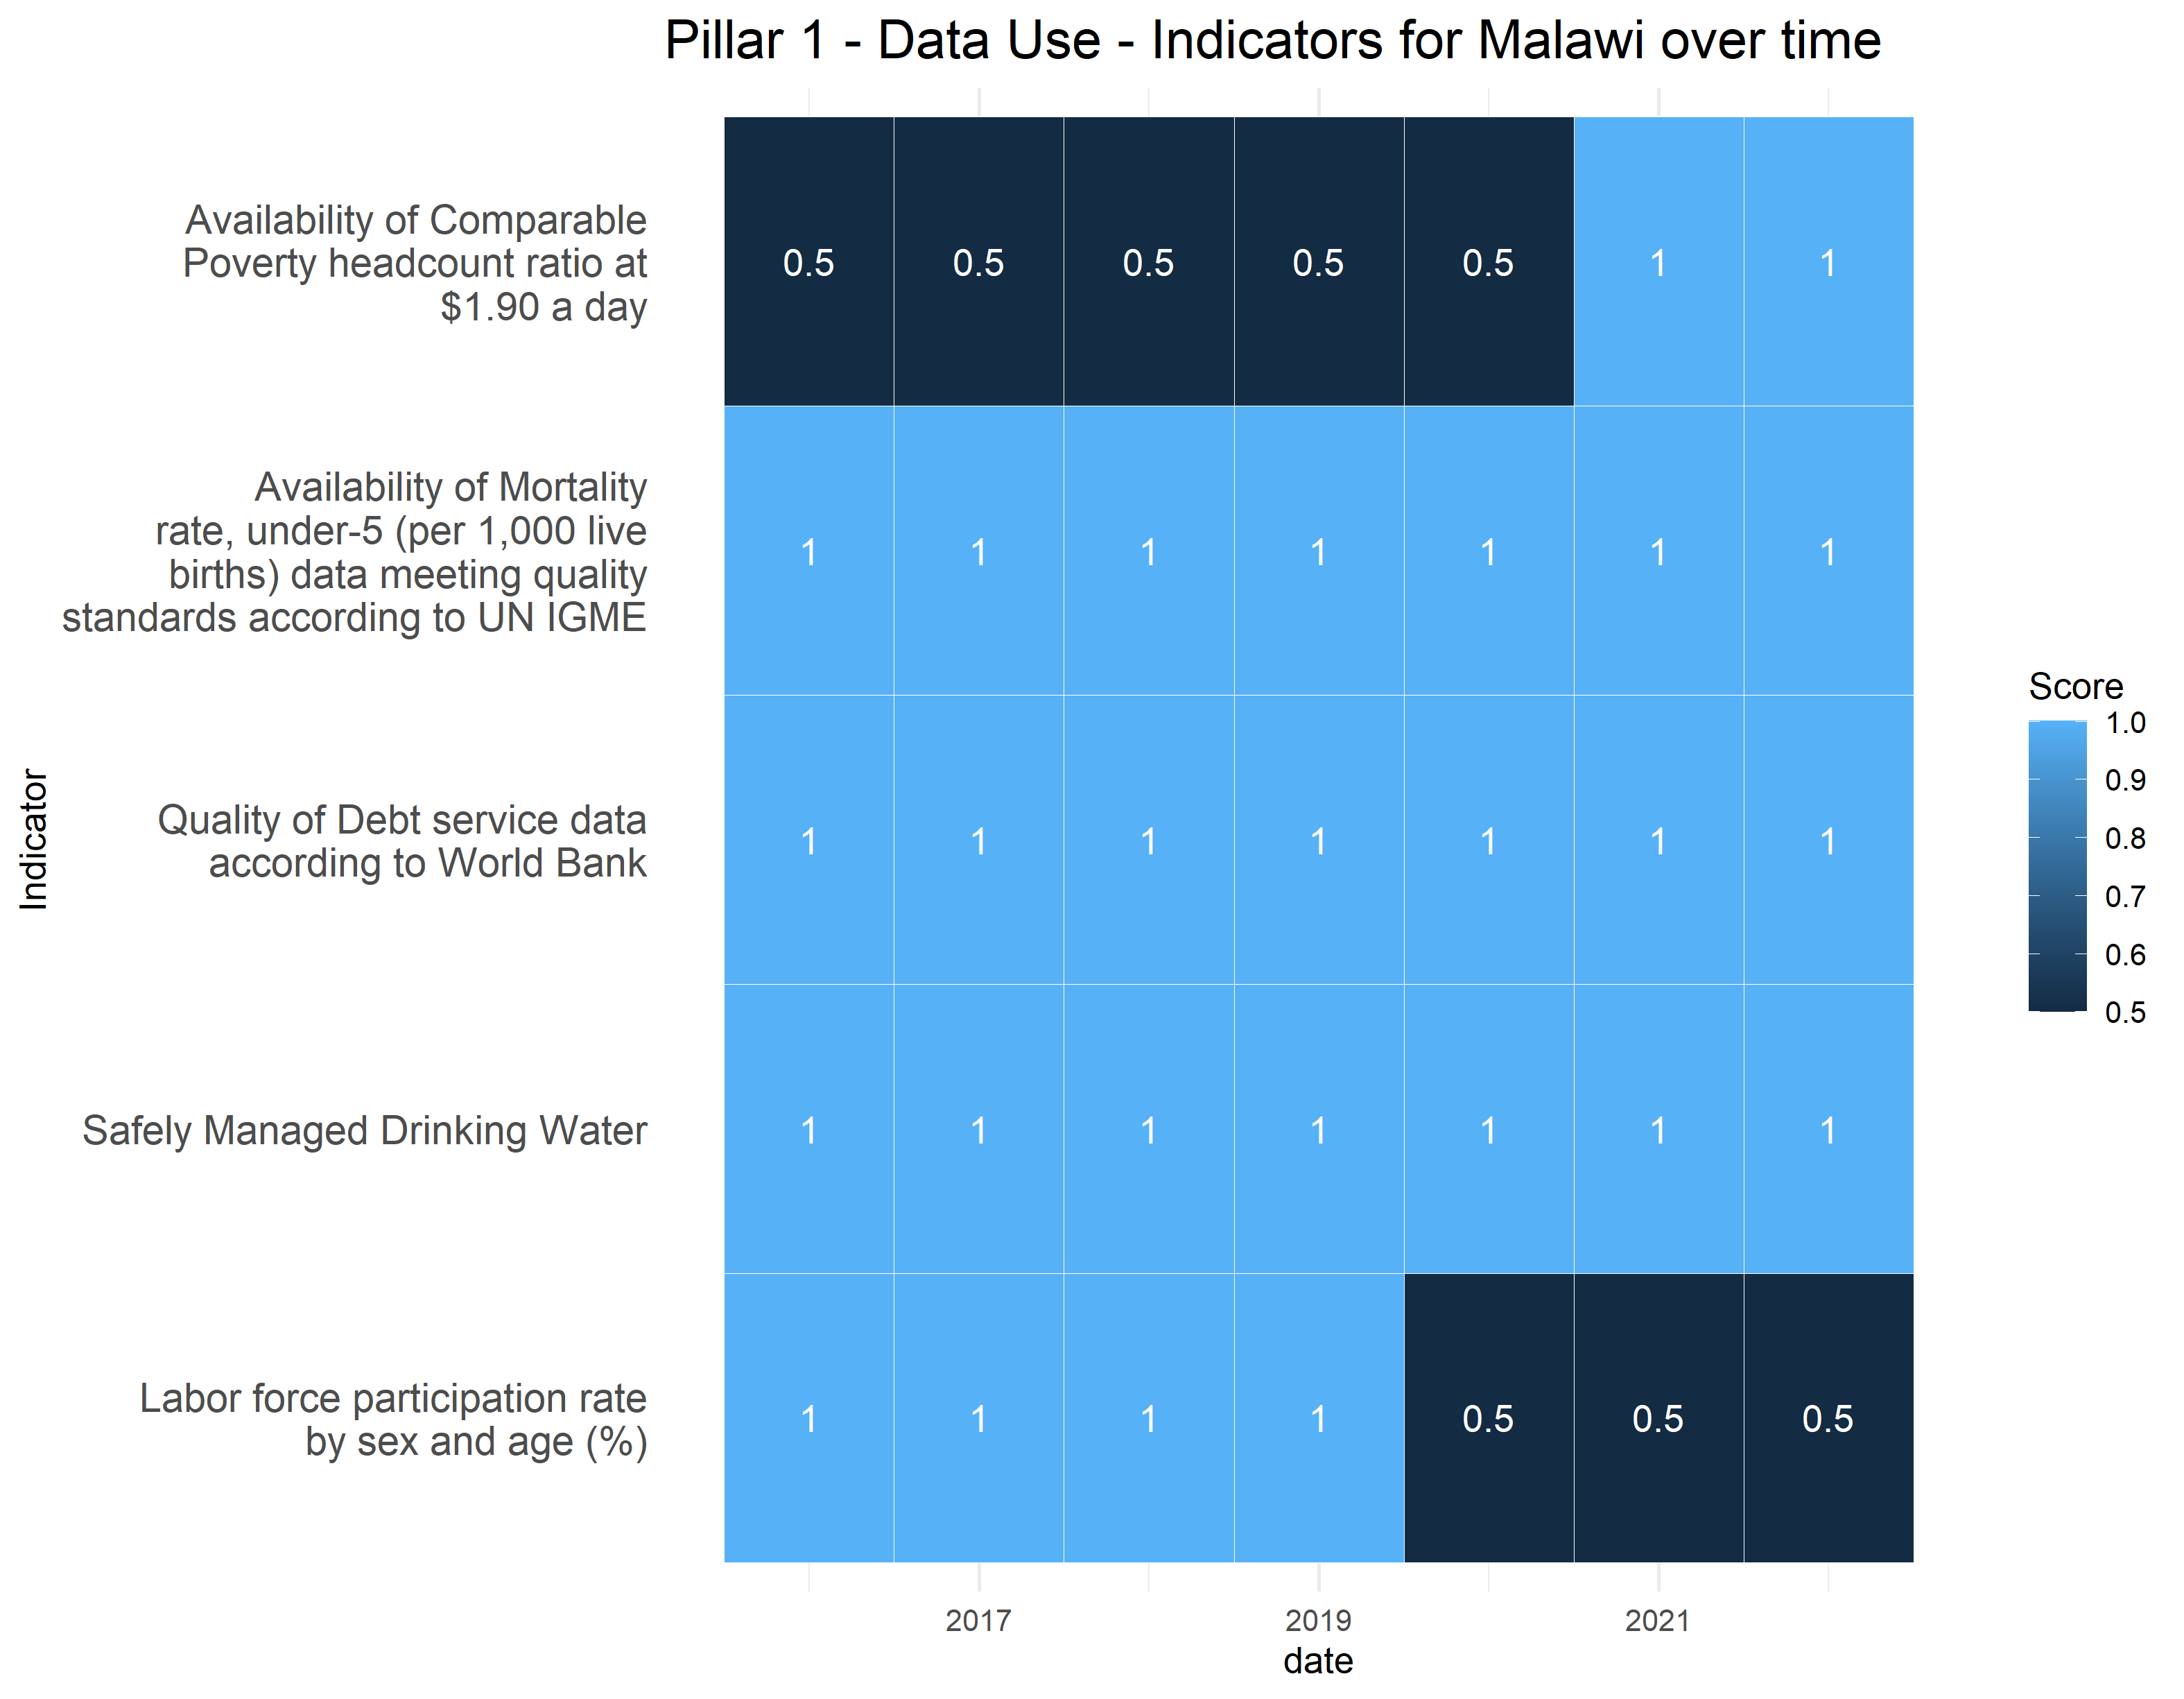 Pillar 1 - Data Use - Indicators for Malawi over time
Indicator
Availability of Comparable
Poverty headcount ratio at
$1.90 a day
0.5 0.5 0.5 0.5 0.5 1 1
Availability of Mortality
rate, under-5 (per 1,000 live
births) data meeting quality
standards according to UN IGME
1 1 1 1 1 1 1
Quality of Debt service data
according to World Bank
1 1 1 1 1 1 1
Safely Managed Drinking Water
1 1 1 1 1 1 1
Labor force participation rate
by sex and age (%)
1 1 1 1 0.5 0.5 0.5
2017 2019 2021
date
Score
1.0
0.9
0.8
0.7
0.6
0.5